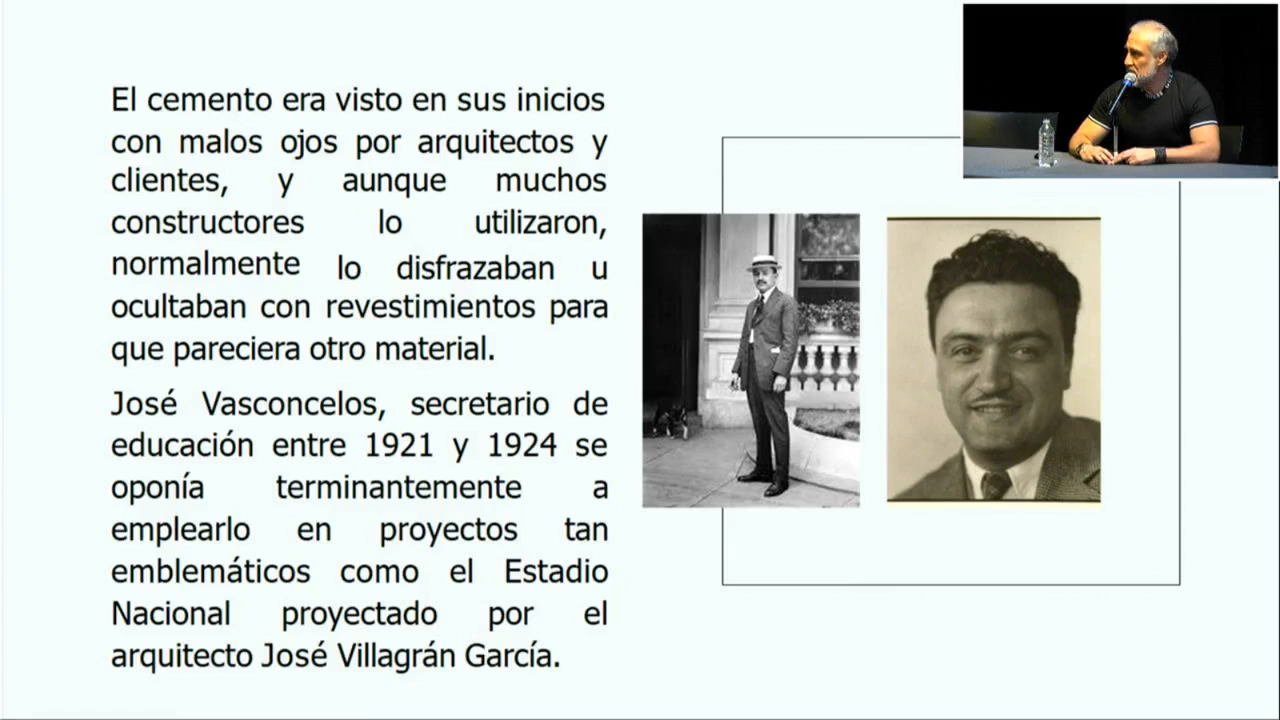 El cemento era visto en sus inicios
con malos ojos por arquitectos y
clientes, y aunque muchos
constructores lo utilizaron,
normalmente lo disfrazaban u
ocultaban con revestimientos para
que pareciera otro material.
José Vasconcelos, secretario de
educación entre 1921 y 1924 se
oponía terminantemente a
emplearlo en proyectos tan
emblemáticos como el Estadio
Nacional proyectado por el
arquitecto José Villagrán García.